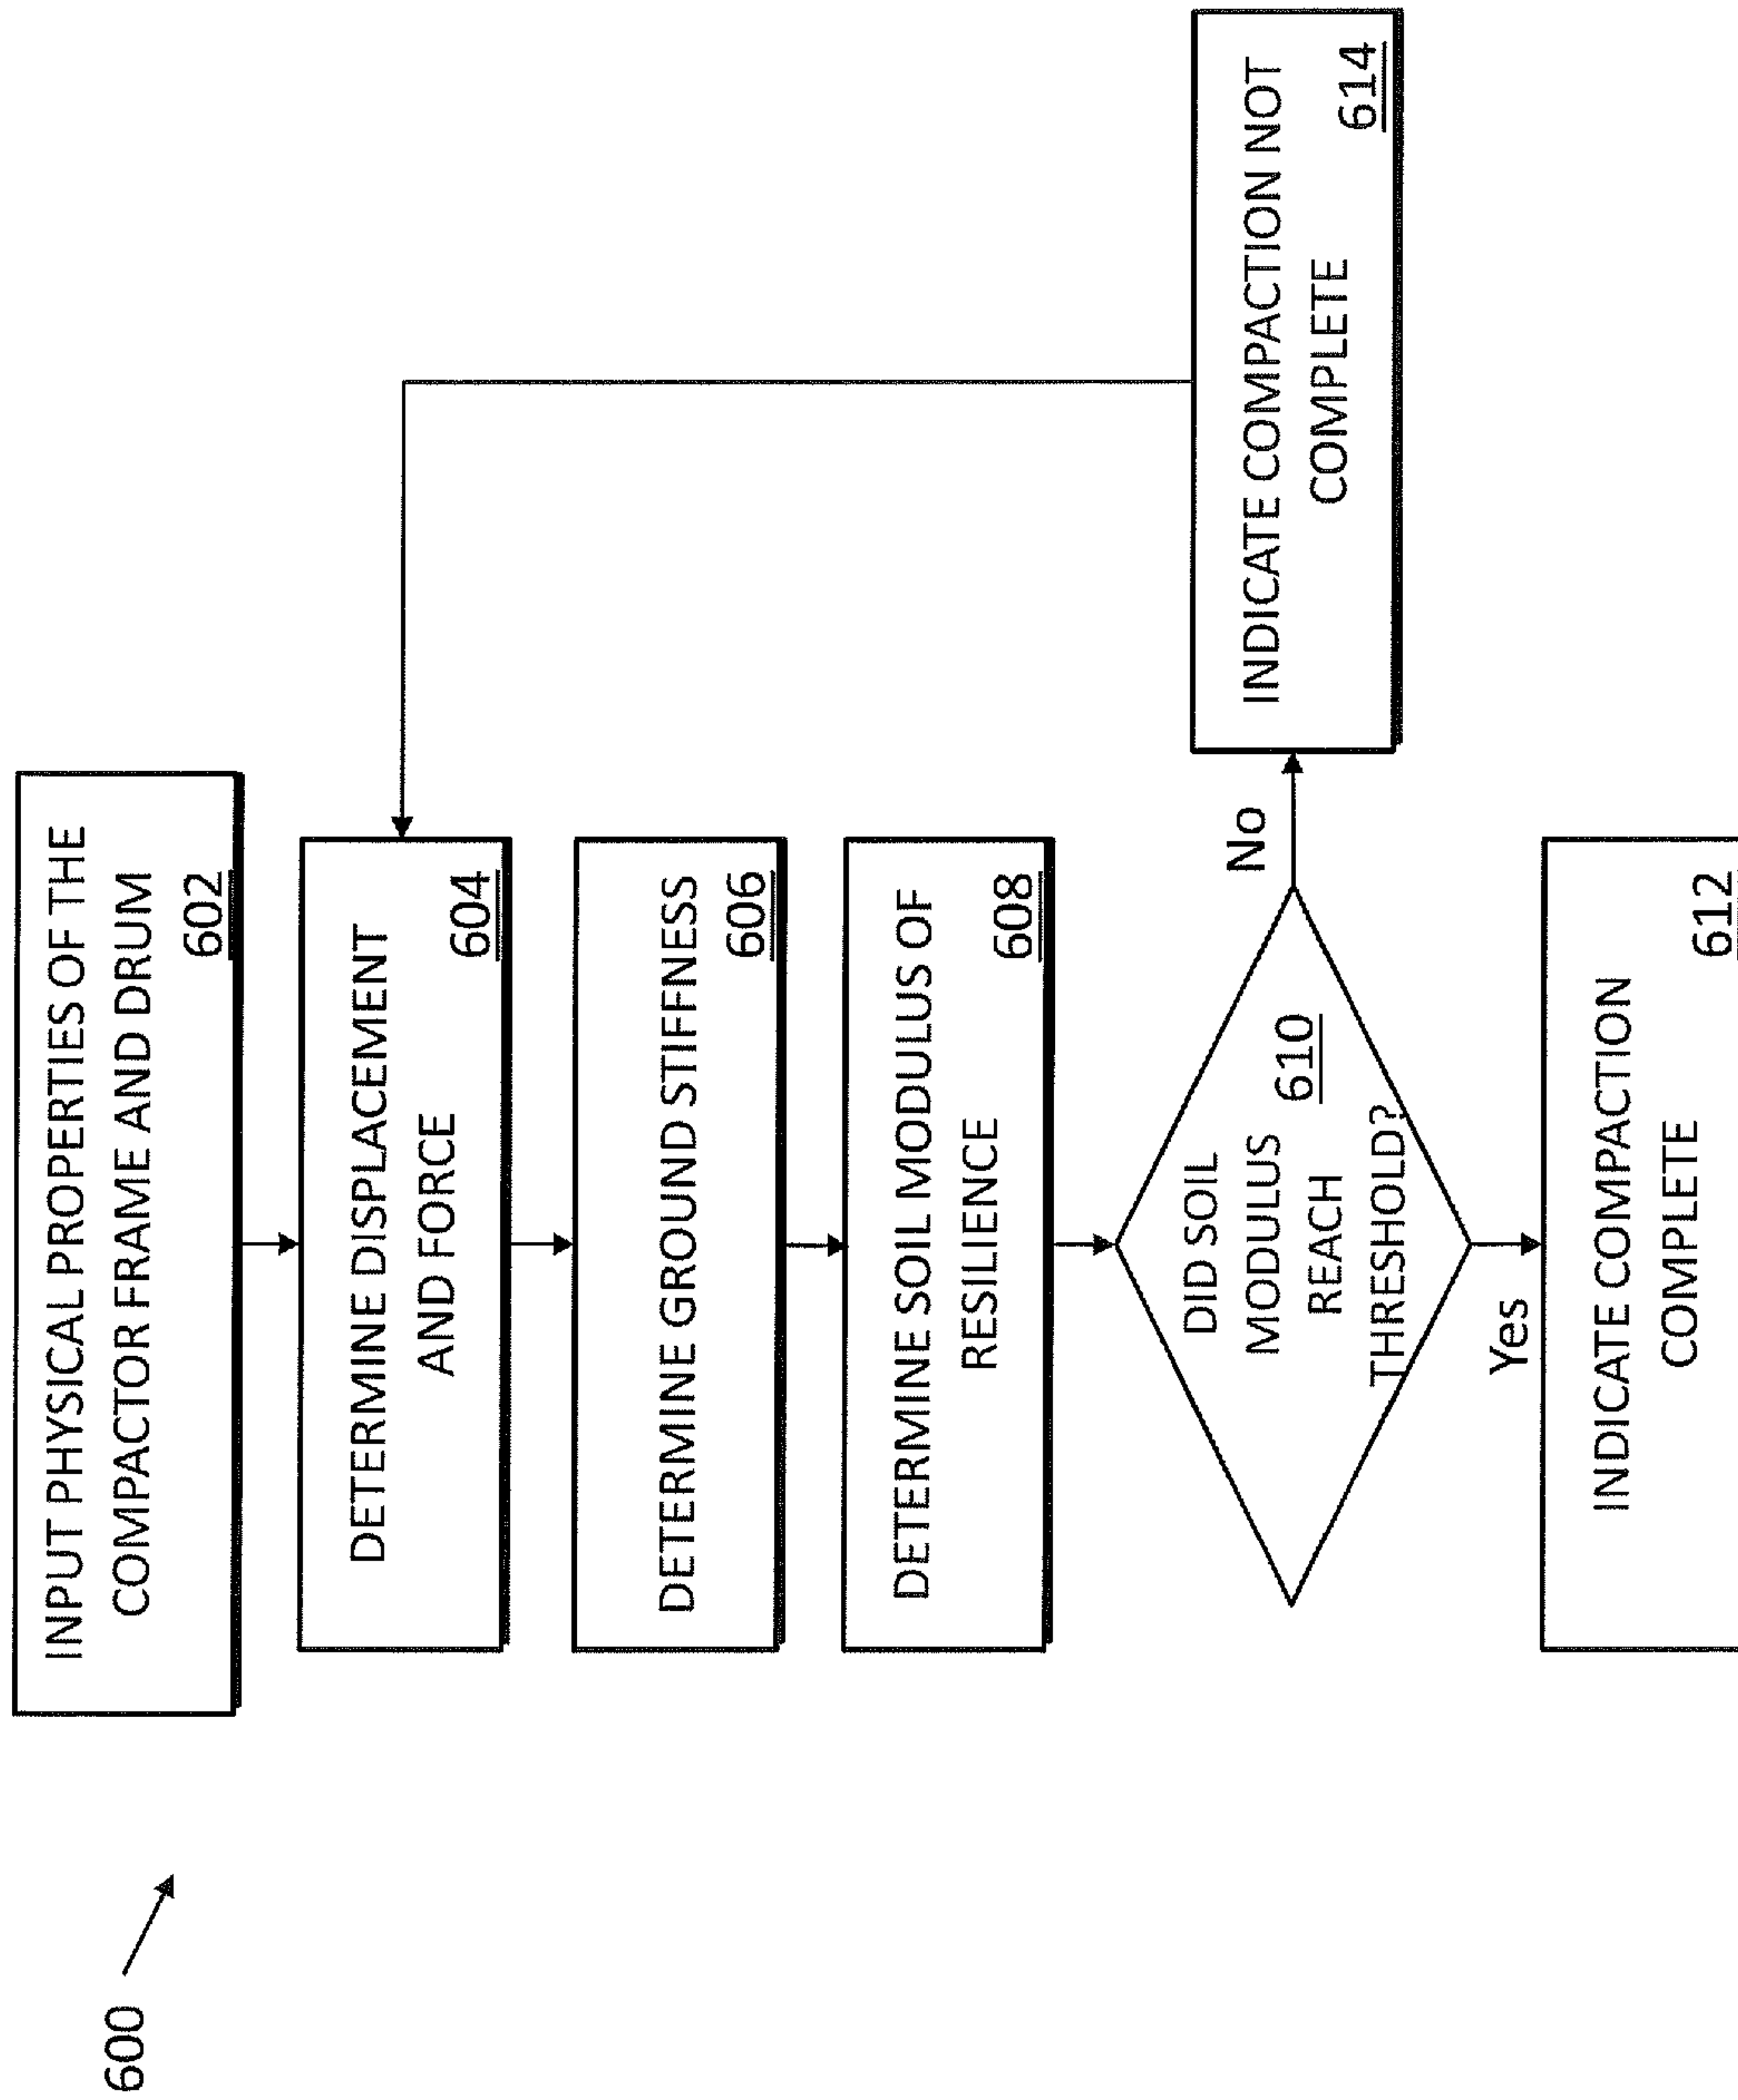 600
INPUT PHYSICAL PROPERTIES OF THE
COMPACTOR FRAME AND DRUM
602
DETERMINE DISPLACEMENT
AND FORCE
604
DETERMINE GROUND STIFFNESS
606
DETERMINE SOIL MODULUS OF
RESILIENCE
608
DID SOIL
MODULUS
REACH
THRESHOLD?
610
No
INDICATE COMPACTION NOT
COMPLETE
614
Yes
INDICATE COMPACTION
COMPLETE
612